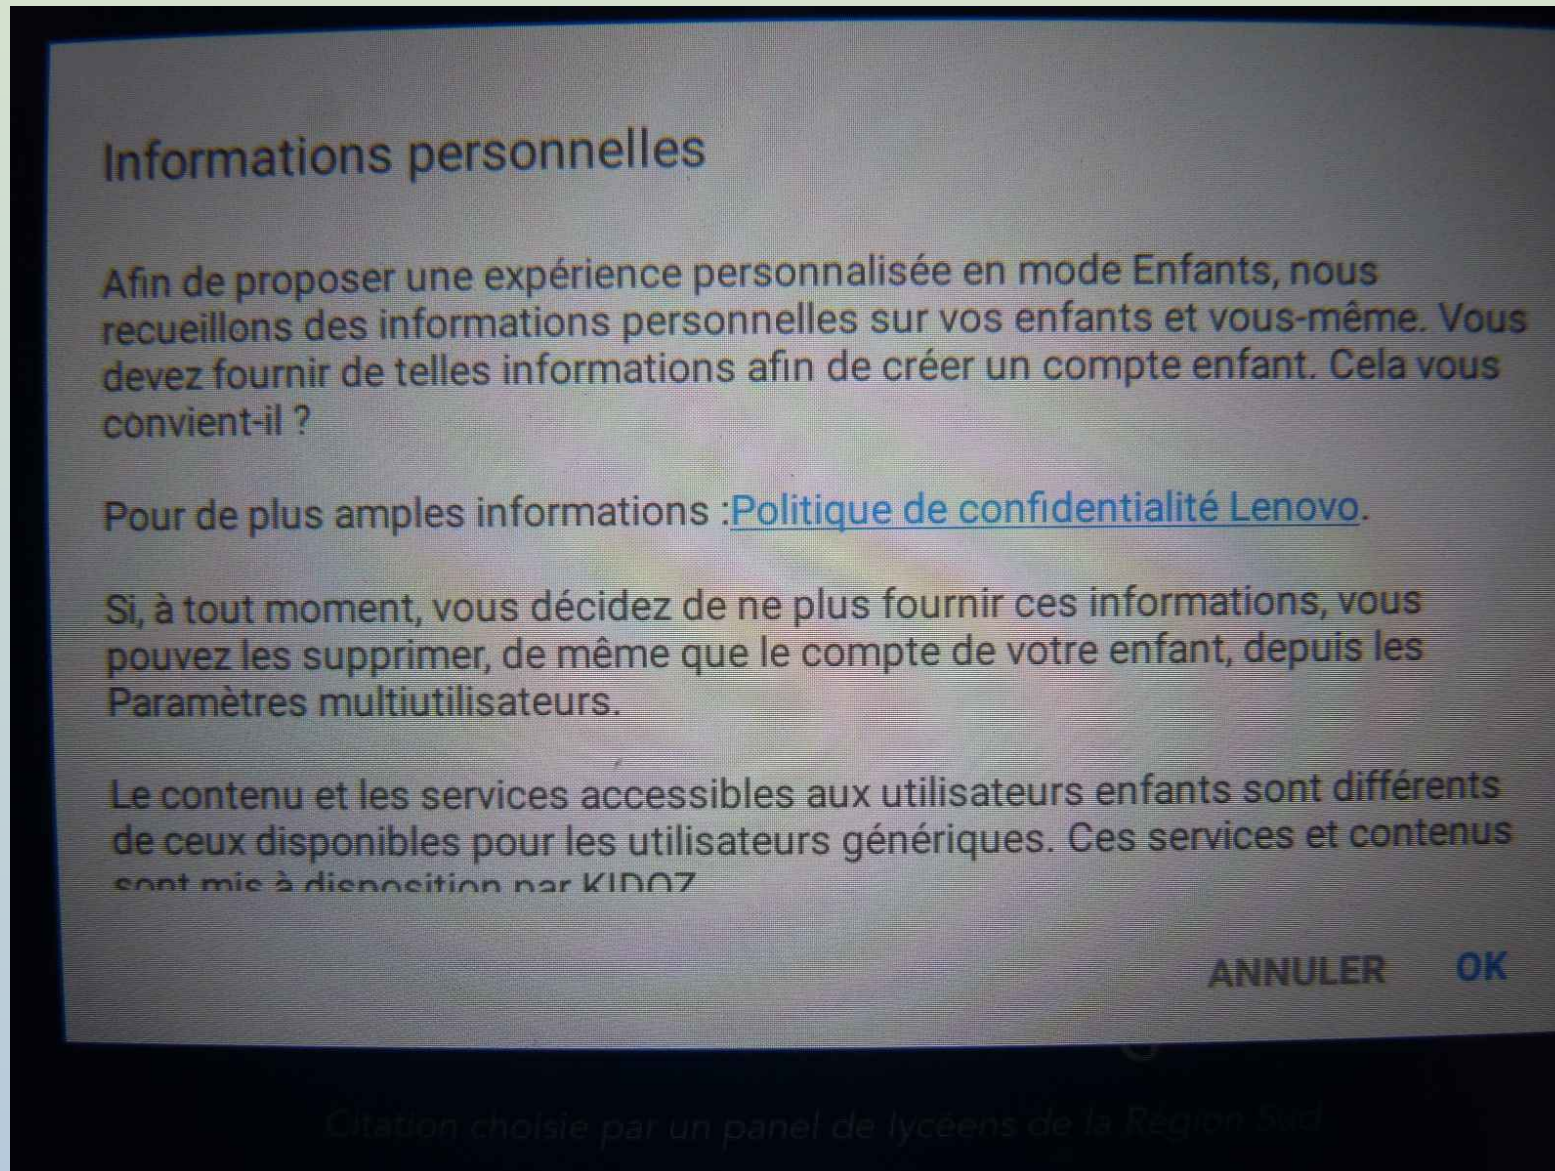 Informations personnelles
Afin de proposer une expérience personnalisée en mode Enfants, nous
recueillons des informations personnelles sur vos enfants et vous-même. Vous
devez fournir de telles informations afin de créer un compte enfant. Cela vous
convient-il ?
Pour de plus amples informations :Politique de confidentialité Lenovo.
Si, à tout moment, vous décidez de ne plus fournir ces informations, vous
pouvez les supprimer, de même que le compte de votre enfant, depuis les
Paramètres multiutilisateurs.
Le contenu et les services accessibles aux utilisateurs enfants sont différents
de ceux disponibles pour les utilisateurs génériques. Ces services et contenus
sont mis à disposition par KIDOZ
ANNULER OK
Citation choisie par un panel de lycéens de la Région Sud